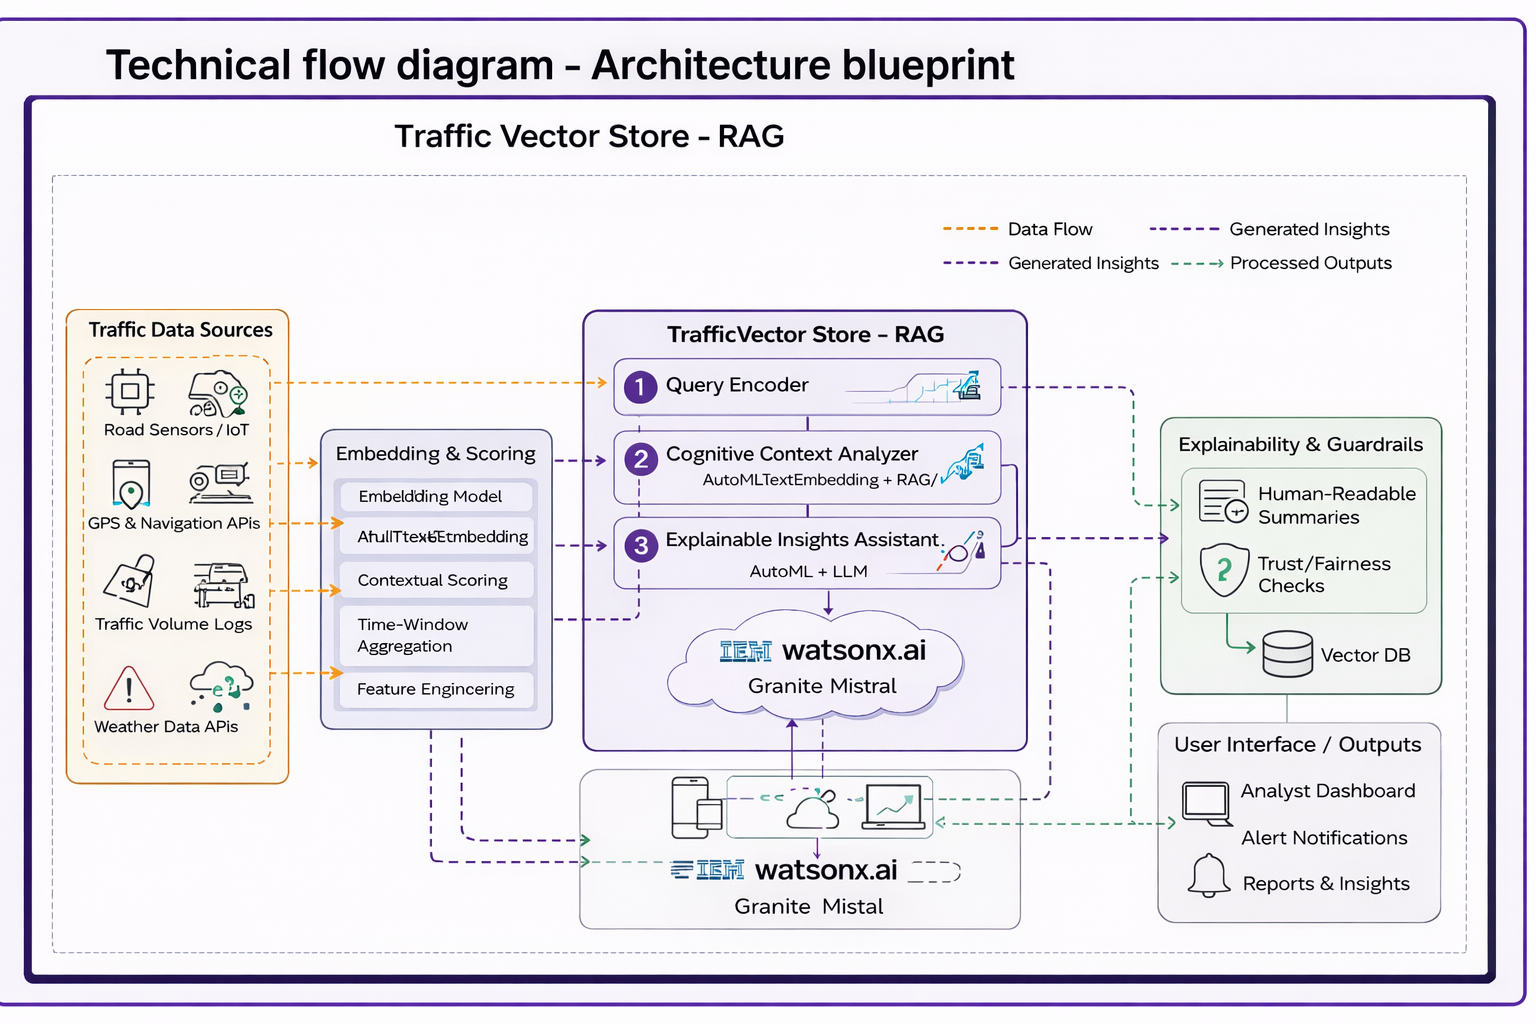 Technical flow diagram - Architecture blueprint
Traffic Vector Store - RAG
Data Flow
Generated Insights
Generated Insights
Processed Outputs
Traffic Data Sources
Road Sensors / IoT
GPS & Navigation APIs
Traffic Volume Logs
Weather Data APIs
Embedding & Scoring
Embelding Model
Contextual Scoring
Time-Window
Aggregation
Feature Engincering
TrafficVector Store - RAG
1 Query Encoder
2 Cognitive Context Analyzer
AutoMLTextEmbedding + RAG/
3 Explainable Insights Assistant.
AutoML + LLM
IEM watsonx.ai
Granite Mistral
IEM watsonx.ai
Granite Mistal
Explainability & Guardrails
Human-Readable
Summaries
Trust/Fairness
Checks
Vector DB
User Interface / Outputs
Analyst Dashboard
Alert Notifications
Reports & Insights